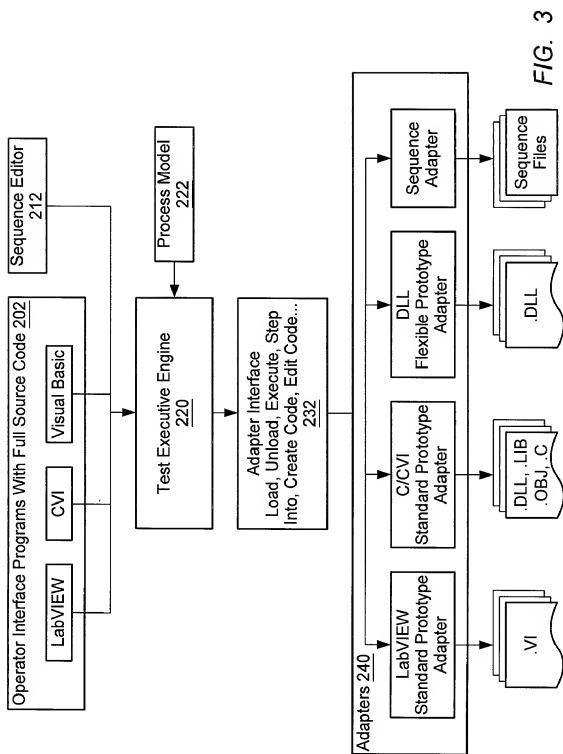 Operator Interface Programs With Full Source Code 202
LabVIEW
CVI
Visual Basic
Sequence Editor
212
Process Model
222
Test Executive Engine
220
Adapter Interface
Load, Unload, Execute, Step
Into, Create Code, Edit Code...
232
Adapters 240
LabVIEW
Standard Prototype
Adapter
C/CVI
Standard Prototype
Adapter
DLL
Flexible Prototype
Adapter
Sequence
Adapter
.VI
.DLL, .LIB
.OBJ, .C
.DLL
Sequence
Files
FIG. 3